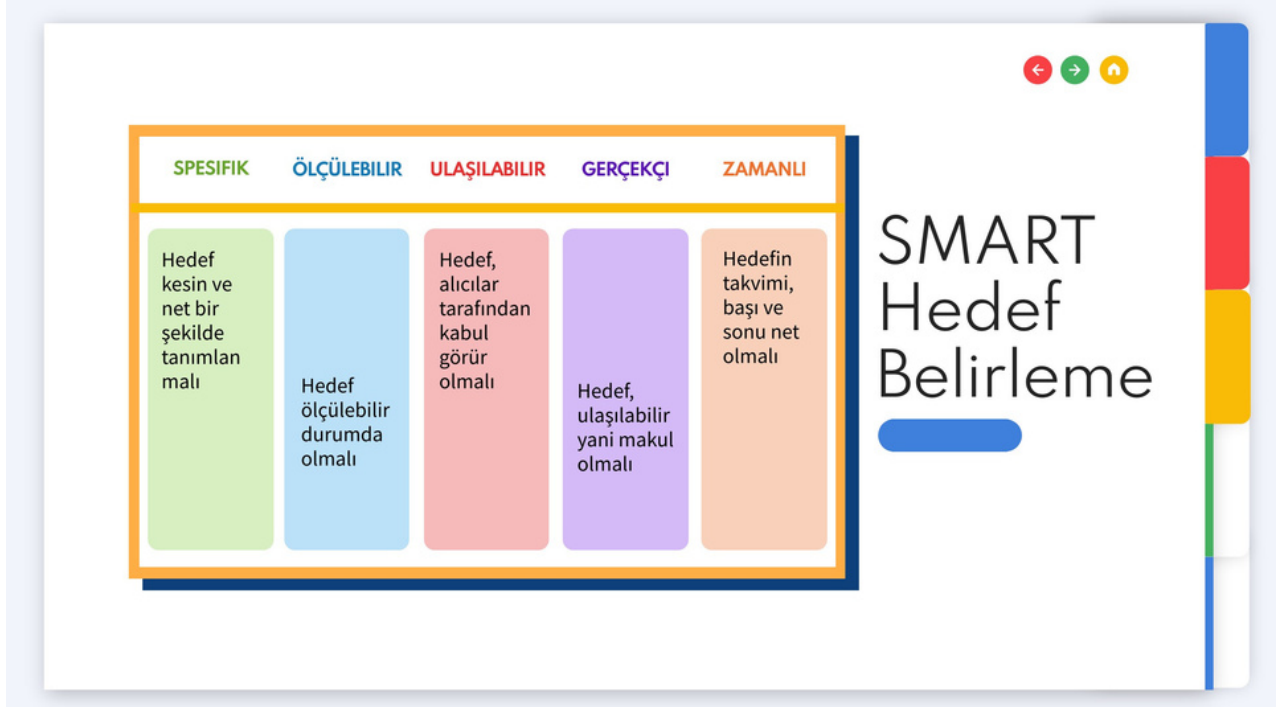 SPESIFIK
ÖLÇÜLEBILIR
ULAŞILABILIR
GERÇEKÇI
ZAMANLI
Hedef
kesin ve
net bir
şekilde
tanımlan
malı
Hedef
ölçülebilir
durumda
olmalı
Hedef,
alıcılar
tarafından
kabul
görür
olmalı
Hedef,
ulaşılabilir
yani makul
olmalı
Hedefin
takvimi,
başı ve
sonu net
olmalı
SMART
Hedef
Belirleme